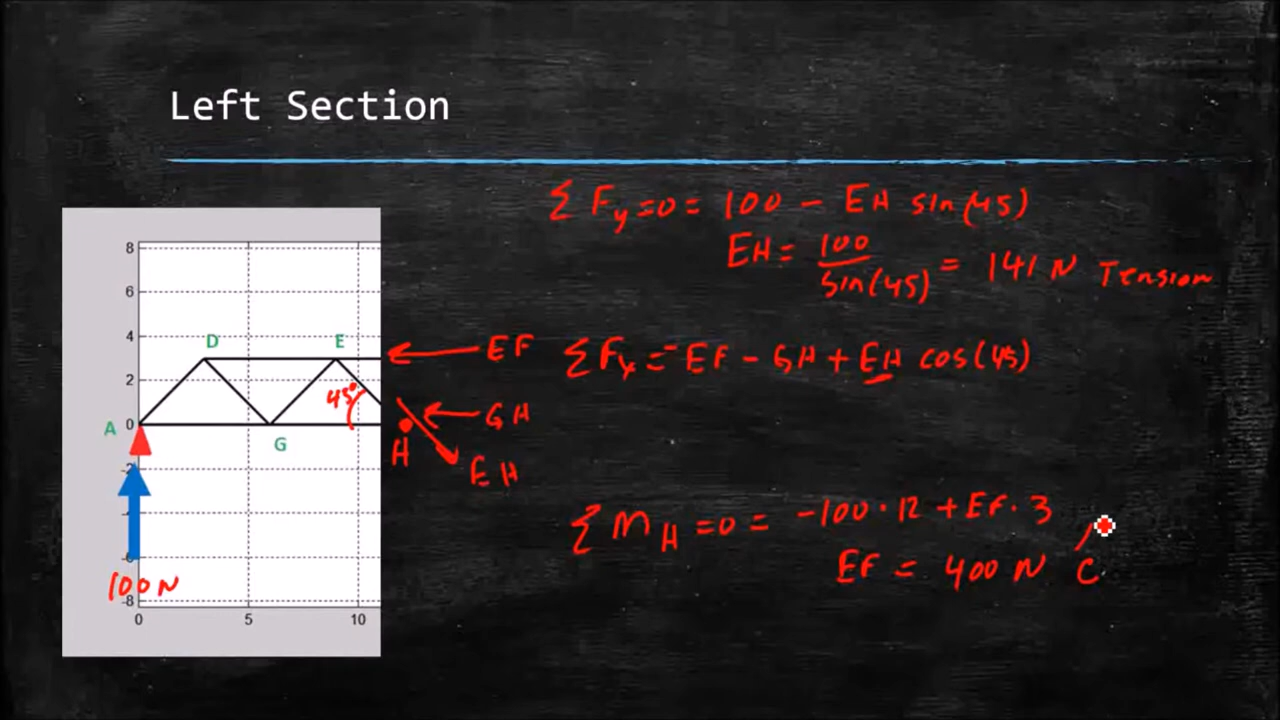 Left Section
ΣFy=0= 100 - EH sin(45)
EH= 100/sin(45) = 141 N Tension
8
6
4
2
0
-2
-4
-6
-8
D
E
45°
A
G
H
EF
GH
EH
ΣFx = -EF - GH + EH cos(45)
ΣMH=0= -100·12 + EF·3
EF = 400 N C
100 N
0
5
10